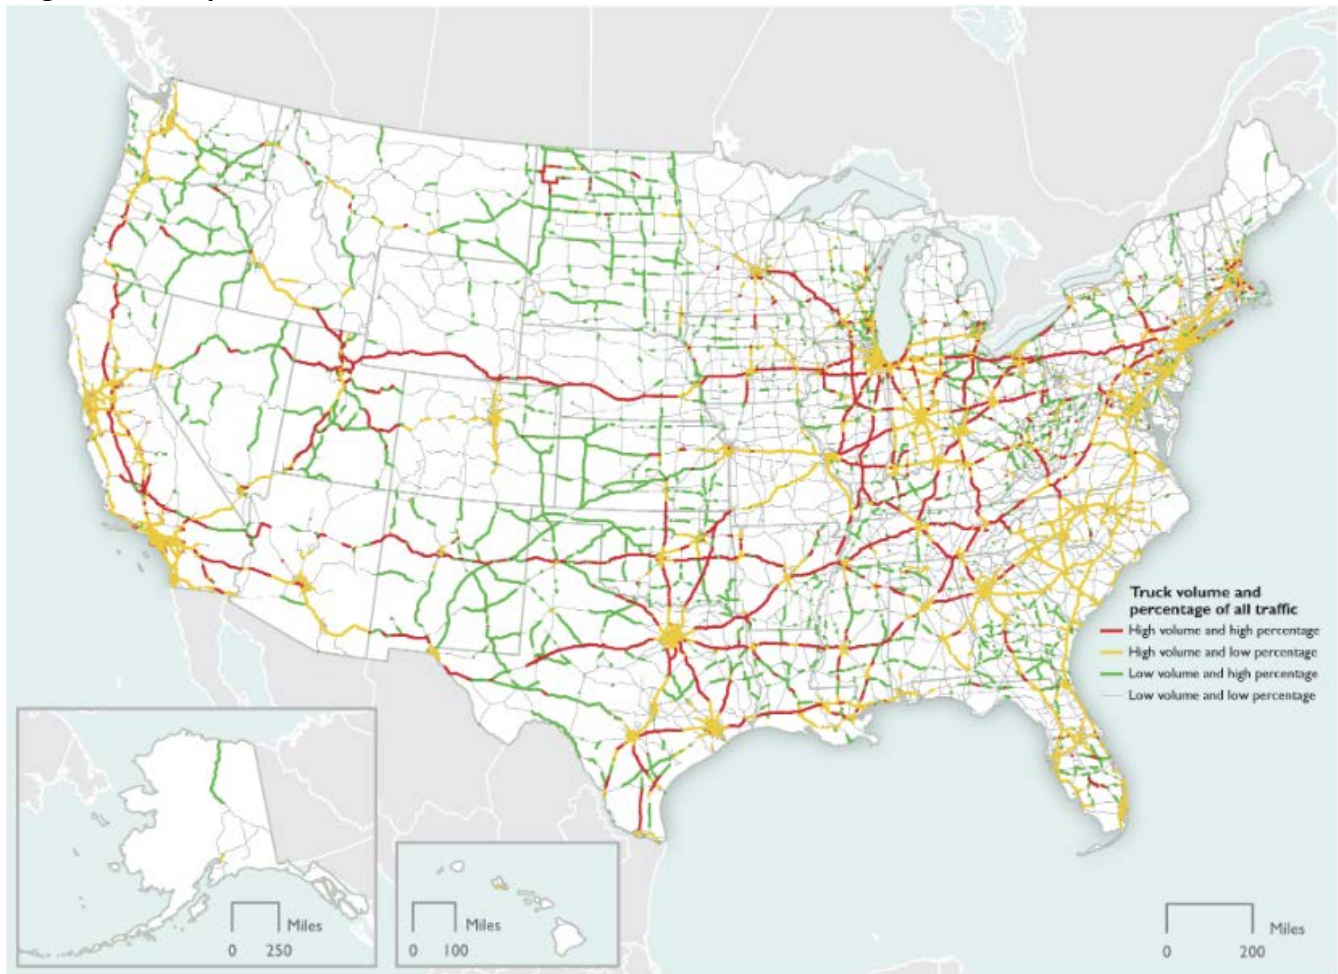 Truck volume and
percentage of all traffic
High volume and high percentage
High volume and low percentage
Low volume and high percentage
Low volume and low percentage
Miles
0 250
Miles
0 100
Miles
0 200